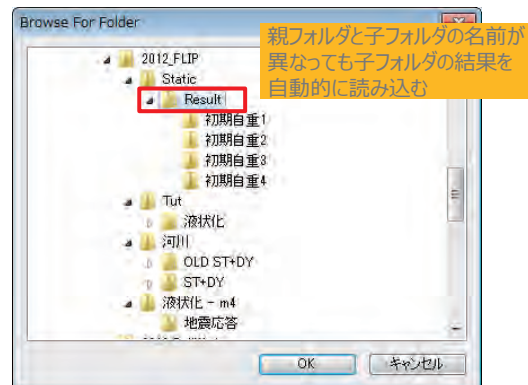 Browse For Folder
親フォルダと子フォルダの名前が
異なっても子フォルダの結果を
自動的に読み込む
2012_FLIP
Static
Result
初期自重1
初期自重2
初期自重3
初期自重4
Tut
液状化
河川
OLD ST+DY
ST+DY
液状化 - m4
地震応答
OK
キャンセル